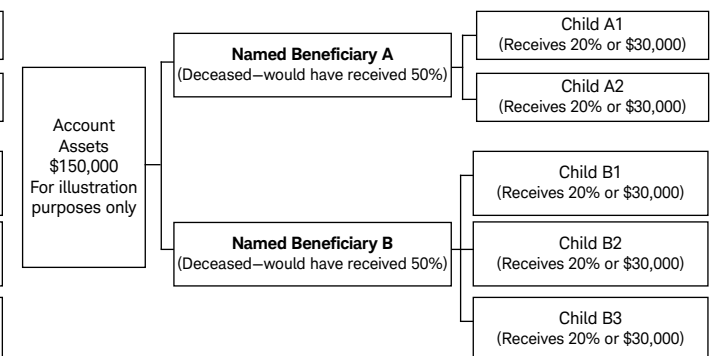 Account
Assets
$150,000
For illustration
purposes only
Named Beneficiary A
(Deceased—would have received 50%)
Child A1
(Receives 20% or $30,000)
Child A2
(Receives 20% or $30,000)
Named Beneficiary B
(Deceased—would have received 50%)
Child B1
(Receives 20% or $30,000)
Child B2
(Receives 20% or $30,000)
Child B3
(Receives 20% or $30,000)